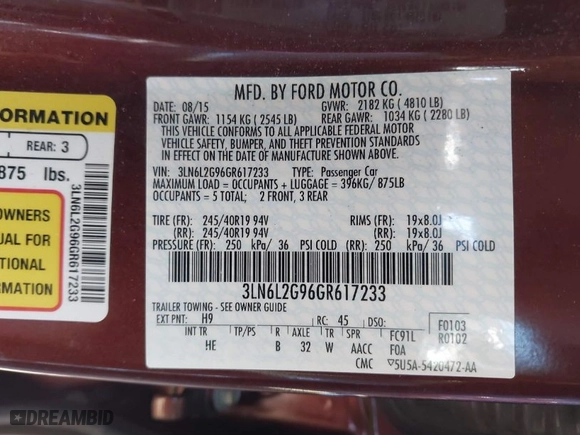 MFD. BY FORD MOTOR CO.
DATE: 08/15 GVWR: 2182 KG ( 4810 LB)
FRONT GAWR: 1154 KG ( 2545 LB) REAR GAWR: 1034 KG ( 2280 LB)
THIS VEHICLE CONFORMS TO ALL APPLICABLE FEDERAL MOTOR
VEHICLE SAFETY, BUMPER, AND THEFT PREVENTION STANDARDS
IN EFFECT ON THE DATE OF MANUFACTURE SHOWN ABOVE.
VIN: 3LN6L2G96GR617233 TYPE: Passenger Car
MAXIMUM LOAD = OCCUPANTS + LUGGAGE = 396KG/ 875LB
OCCUPANTS = 5 TOTAL; 2 FRONT, 3 REAR
TIRE (FR): 245/40R19 94V RIMS (FR): 19x8.0J
(RR): 245/40R19 94V (RR): 19x8.0J
PRESSURE (FR): 250 kPa/ 36 PSI COLD (RR): 250 kPa/ 36 PSI COLD
3LN6L2G96GR617233
TRAILER TOWING - SEE OWNER GUIDE
EXT PNT: H9 RC: 45 DSO:
INT TR TP/PS R AXLE TR SPR FC91L
HE B 32 W AACC FOA
CMC ▽5U5A-5420472-AA
F0103
R0102
ORMATION
REAR: 3
875 lbs.
OWNERS
UAL FOR
TIONAL
MATION
3LN6L2G96GR617233
DREAMBID